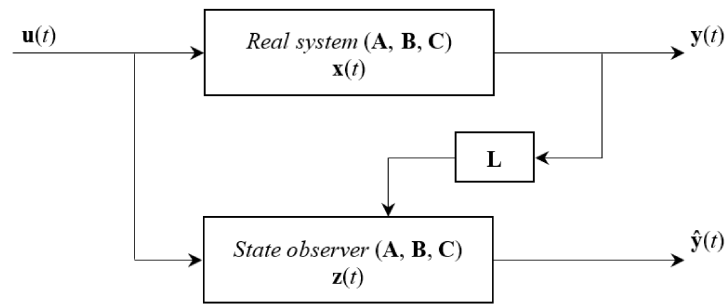 u(t)
Real system (A, B, C)
x(t)
y(t)
L
State observer (A, B, C)
z(t)
ŷ(t)